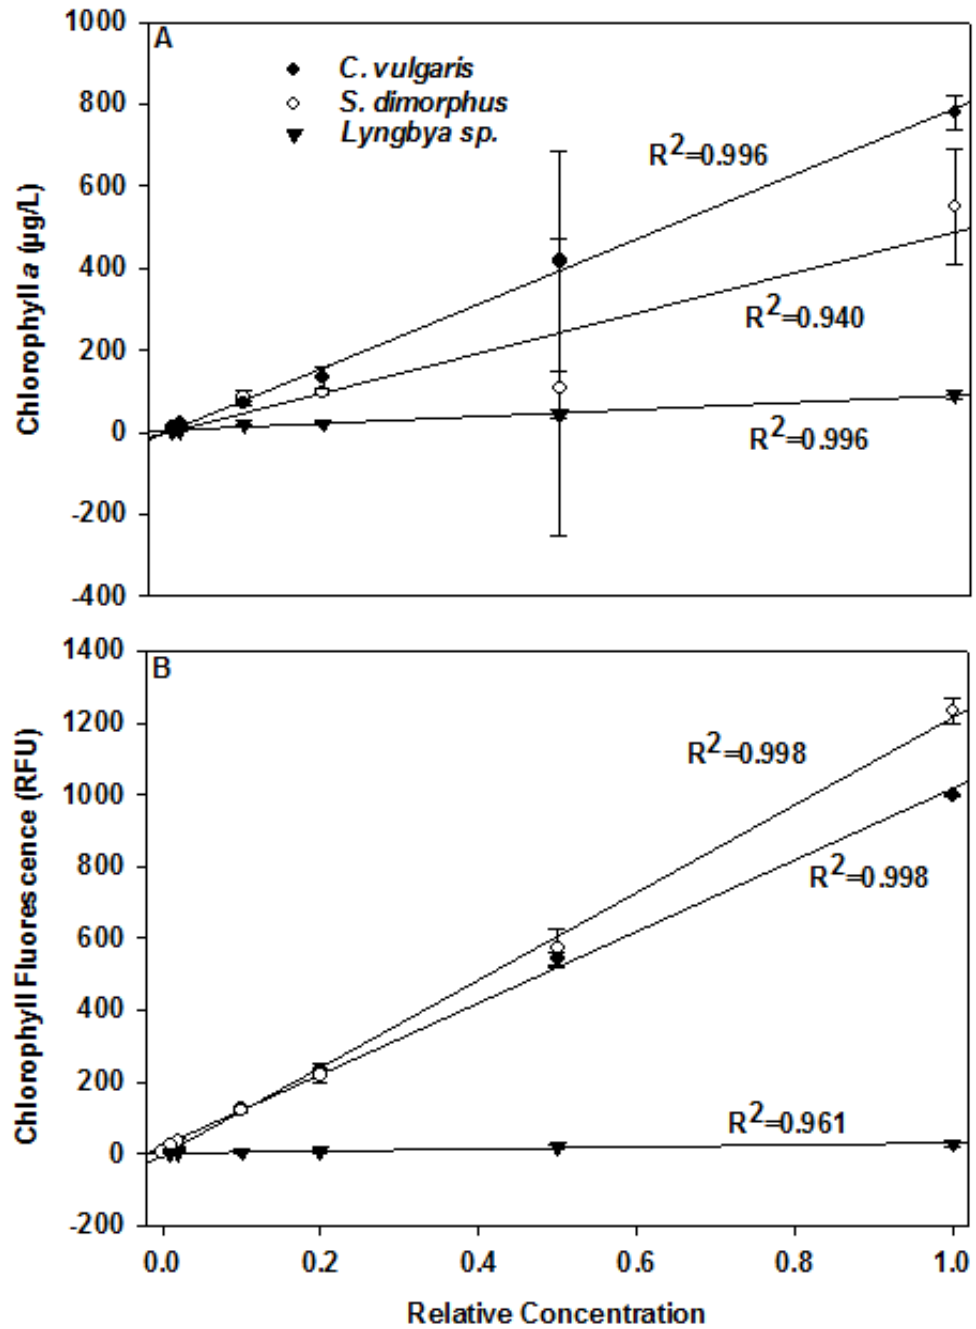 A
C. vulgaris
S. dimorphus
Lyngbya sp.
1000
800
600
400
200
0
-200
-400
Chlorophyll a (µg/L)
R2=0.996
R2=0.940
R2=0.996
B
1400
1200
1000
800
600
400
200
0
-200
Chlorophyll Fluorescence (RFU)
R2=0.998
R2=0.998
R2=0.961
0.0 0.2 0.4 0.6 0.8 1.0
Relative Concentration